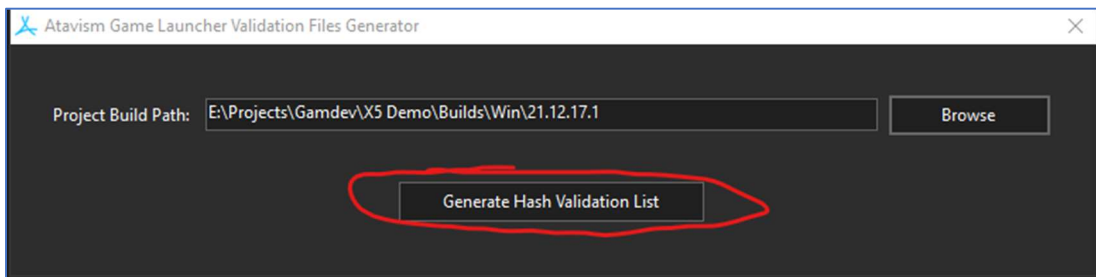 Atavism Game Launcher Validation Files Generator
Project Build Path: E:\Projects\Gamdev\X5 Demo\Builds\Win\21.12.17.1 Browse
Generate Hash Validation List